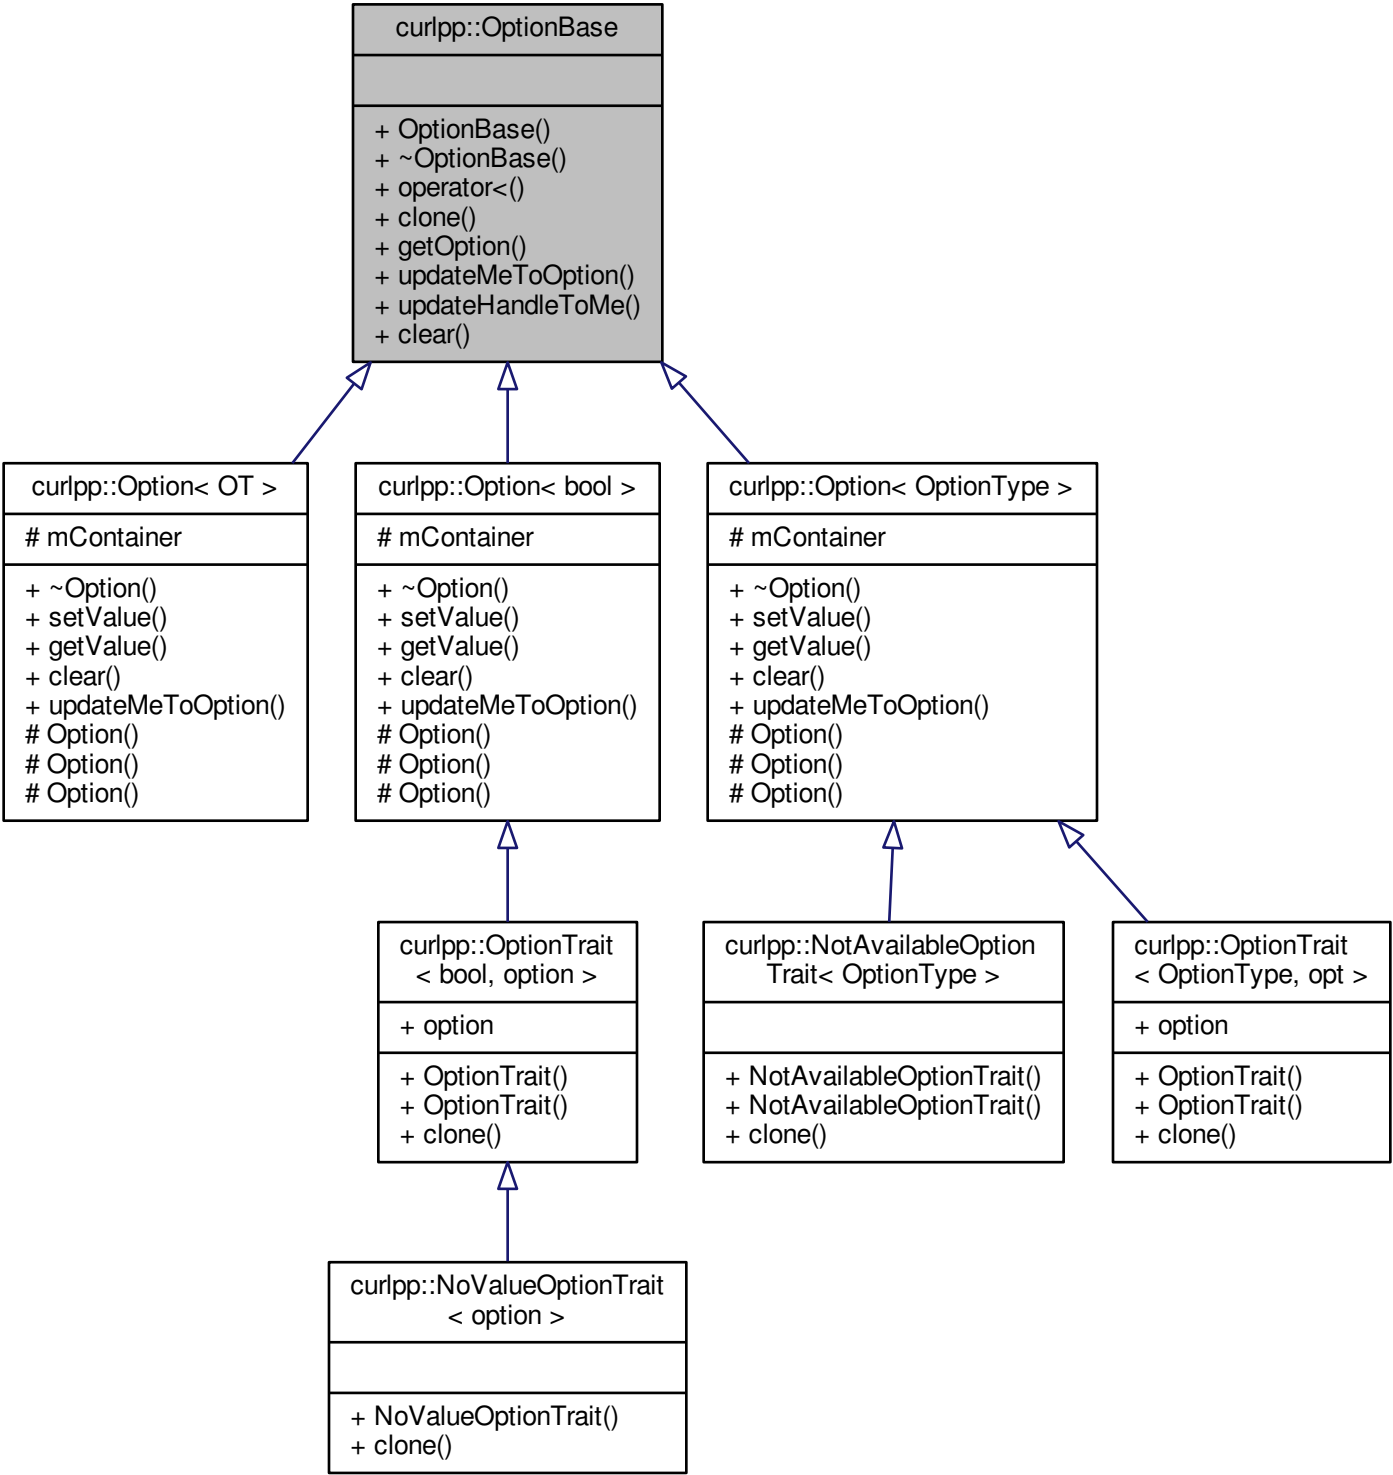 curlpp::OptionBase
+ OptionBase()
+ ~OptionBase()
+ operator<()
+ clone()
+ getOption()
+ updateMeToOption()
+ updateHandleToMe()
+ clear()
curlpp::Option< OT >
# mContainer
+ ~Option()
+ setValue()
+ getValue()
+ clear()
+ updateMeToOption()
# Option()
# Option()
# Option()
curlpp::Option< bool >
# mContainer
+ ~Option()
+ setValue()
+ getValue()
+ clear()
+ updateMeToOption()
# Option()
# Option()
# Option()
curlpp::Option< OptionType >
# mContainer
+ ~Option()
+ setValue()
+ getValue()
+ clear()
+ updateMeToOption()
# Option()
# Option()
# Option()
curlpp::OptionTrait
< bool, option >
+ option
+ OptionTrait()
+ OptionTrait()
+ clone()
curlpp::NotAvailableOption
Trait< OptionType >
+ NotAvailableOptionTrait()
+ NotAvailableOptionTrait()
+ clone()
curlpp::OptionTrait
< OptionType, opt >
+ option
+ OptionTrait()
+ OptionTrait()
+ clone()
curlpp::NoValueOptionTrait
< option >
+ NoValueOptionTrait()
+ clone()